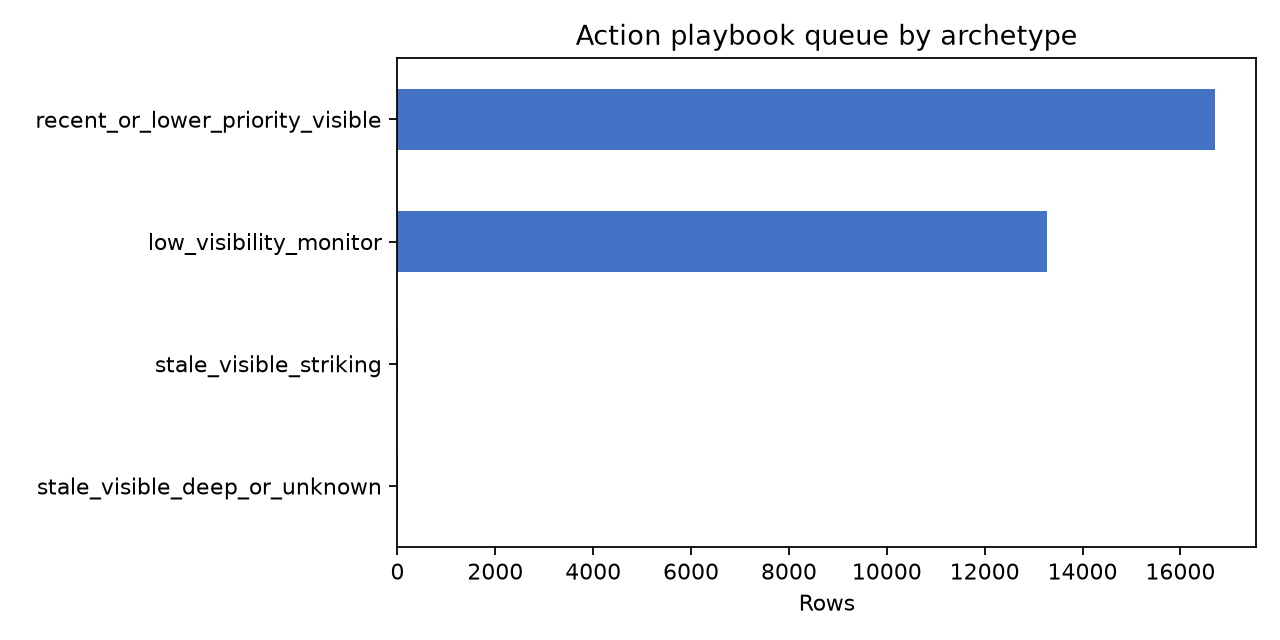 Action playbook queue by archetype
recent_or_lower_priority_visible
low_visibility_monitor
stale_visible_striking
stale_visible_deep_or_unknown
0 2000 4000 6000 8000 10000 12000 14000 16000
Rows